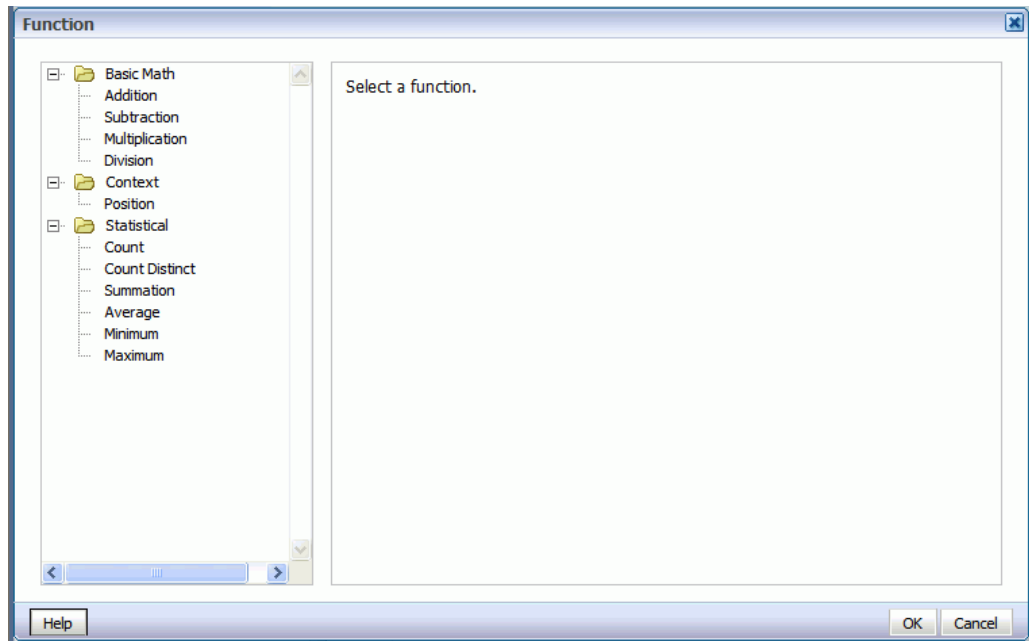 Function
Basic Math
Addition
Subtraction
Multiplication
Division
Context
Position
Statistical
Count
Count Distinct
Summation
Average
Minimum
Maximum
Select a function.
Help
OK
Cancel